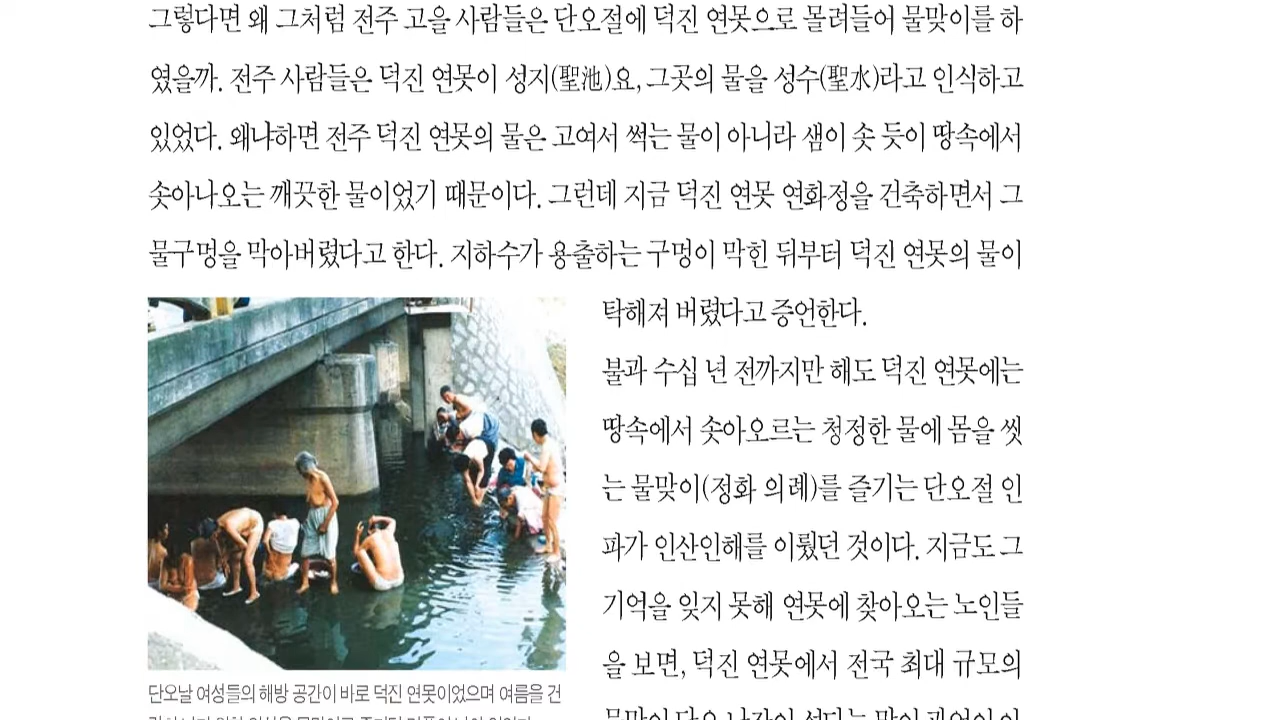 그렇다면 왜 그처럼 전주 고을 사람들은 단오절에 덕진 연못으로 몰려들어 물맞이를 하
였을까. 전주 사람들은 덕진 연못이 성지(聖池)요, 그곳의 물을 성수(聖水)라고 인식하고
있었다. 왜냐하면 전주 덕진 연못의 물은 고여서 썩는 물이 아니라 샘이 솟 듯이 땅속에서
솟아나오는 깨끗한 물이었기 때문이다. 그런데 지금 덕진 연못 연화정을 건축하면서 그
물구멍을 막아버렸다고 한다. 지하수가 용출하는 구멍이 막힌 뒤부터 덕진 연못의 물이
탁해져 버렸다고 증언한다.
불과 수십 년 전까지만 해도 덕진 연못에는
땅속에서 솟아오르는 청정한 물에 몸을 씻
는 물맞이(정화 의례)를 즐기는 단오절 인
파가 인산인해를 이뤘던 것이다. 지금도 그
기억을 잊지 못해 연못에 찾아오는 노인들
을 보면, 덕진 연못에서 전국 최대 규모의
단오날 여성들의 해방 공간이 바로 덕진 연못이었으며 여름을 건